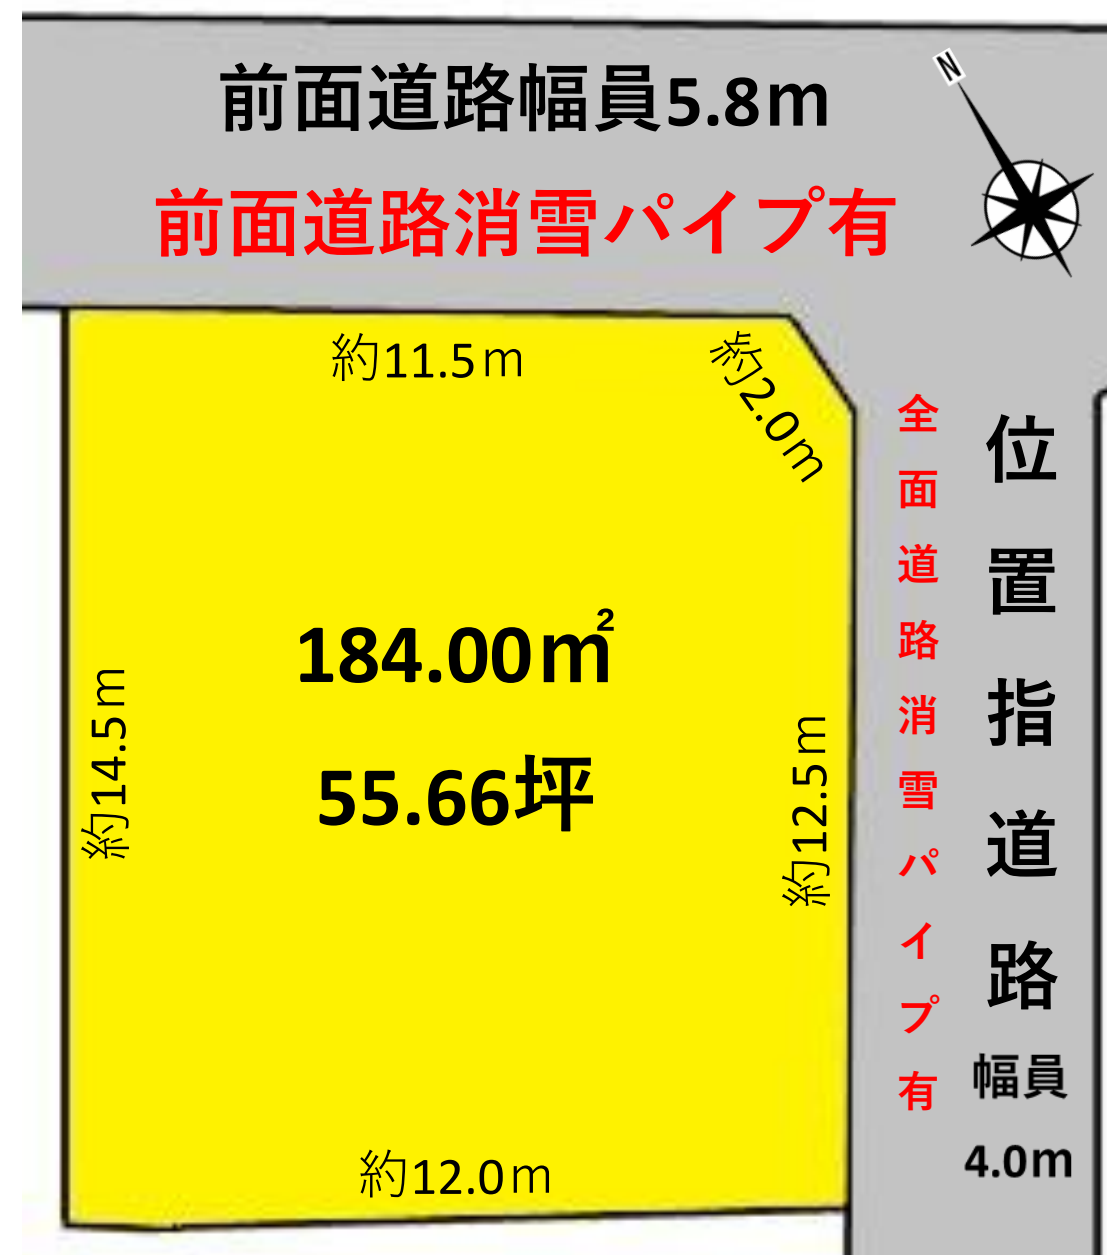 前面道路幅員5.8m
N
前面道路消雪パイプ有
約11.5m
約2.0m
全面道路消雪パイプ有
位置指道路
幅員
4.0m
184.00㎡
55.66坪
約14.5m
約12.5m
約12.0m